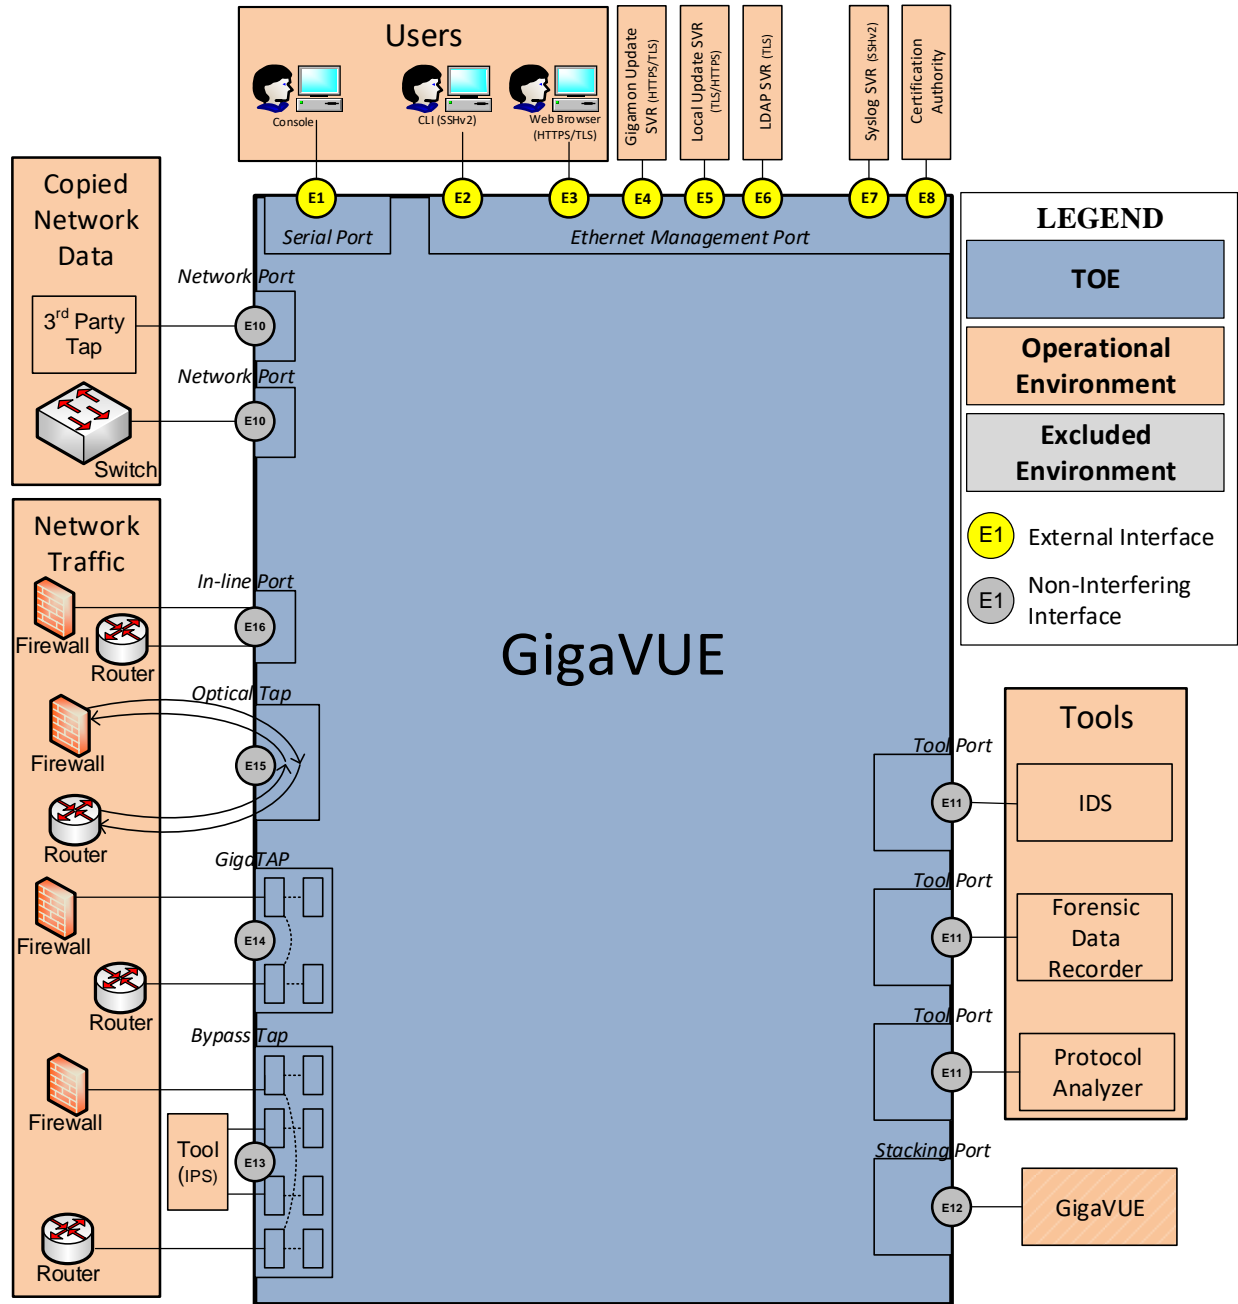 Users
Console
CLI (SSHv2)
Web Browser
(HTTPS/TLS)
Gigamon Update
SVR (HTTPS/TLS)
Local Update SVR
(TLS/HTTPS)
LDAP SVR (TLS)
Syslog SVR (SSHv2)
Certification
Authority
E1
E2
E3
E4
E5
E6
E7
E8
Serial Port
Ethernet Management Port
Copied
Network
Data
3rd Party
Tap
Switch
Network Port
E10
Network Port
E10
Network
Traffic
Firewall
Router
In-line Port
E16
Firewall
Router
Optical Tap
E15
Firewall
Router
GigaTAP
E14
Firewall
Tool
(IPS)
Router
Bypass Tap
E13
GigaVUE
LEGEND
TOE
Operational
Environment
Excluded
Environment
E1
External Interface
E1
Non-Interfering
Interface
Tools
Tool Port
E11
IDS
Tool Port
E11
Forensic
Data
Recorder
Tool Port
E11
Protocol
Analyzer
Stacking Port
E12
GigaVUE